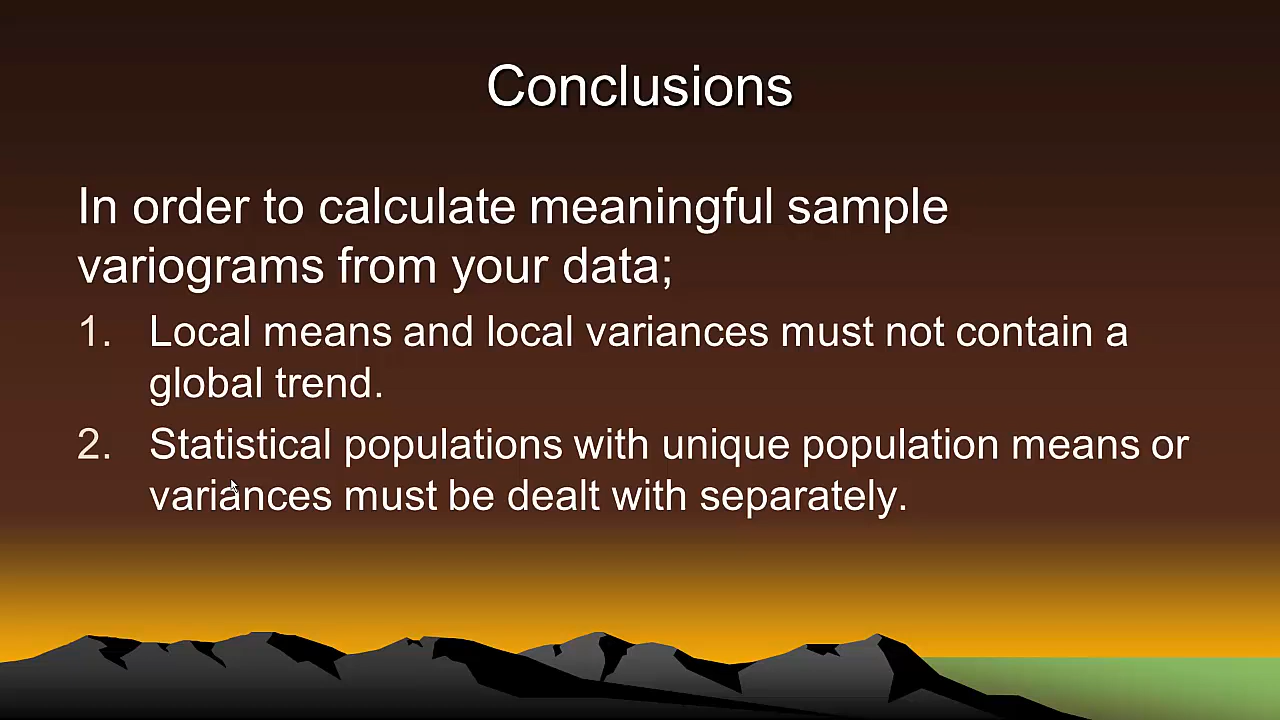 Conclusions
In order to calculate meaningful sample
variograms from your data;
1. Local means and local variances must not contain a
global trend.
2. Statistical populations with unique population means or
variances must be dealt with separately.